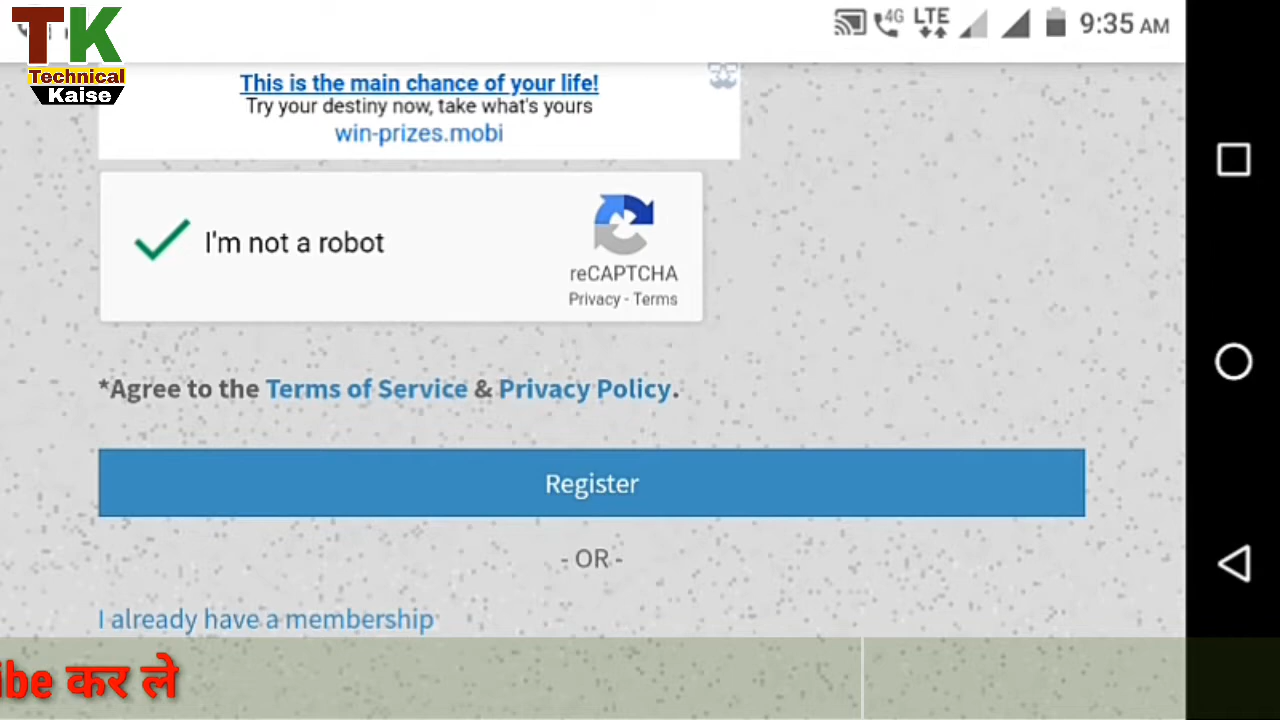 TK
Technical
Kaise
4G LTE 9:35 AM
This is the main chance of your life!
Try your destiny now, take what's yours
win-prizes.mobi
I'm not a robot
reCAPTCHA
Privacy - Terms
*Agree to the Terms of Service & Privacy Policy.
Register
- OR -
I already have a membership
ibe कर ले